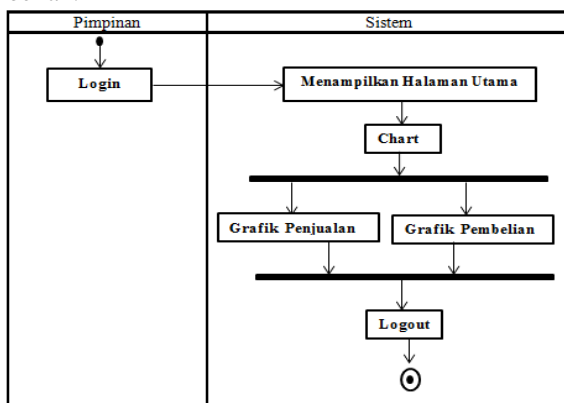 Pimpinan
Sistem
Login
Menampilkan Halaman Utama
Chart
Grafik Penjualan
Grafik Pembelian
Logout